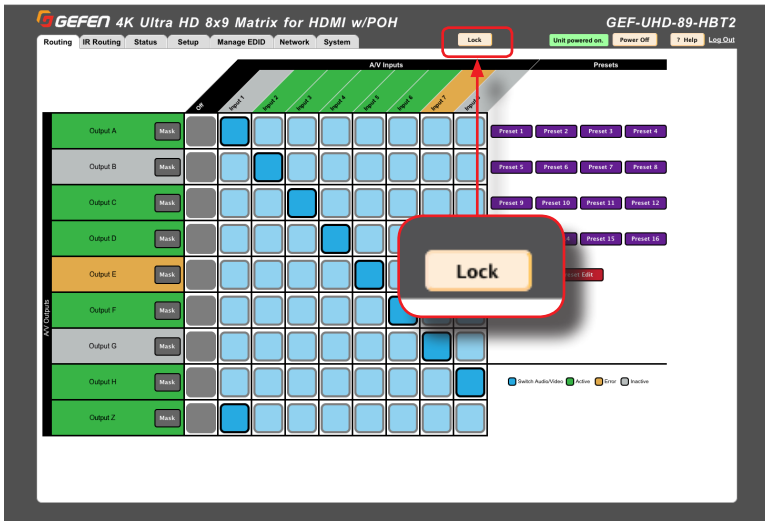 GEFEN 4K Ultra HD 8x9 Matrix for HDMI w/POH
GEF-UHD-89-HBT2
Routing IR Routing Status Setup Manage EDID Network System
Lock
Unit powered on. Power Off ? Help Log Out
A/V Inputs
Presets
Off Input 1 Input 2 Input 3 Input 4 Input 5 Input 6 Input 7 Input
A/V Outputs
Output A Mask
Preset 1 Preset 2 Preset 3 Preset 4
Output B Mask
Preset 5 Preset 6 Preset 7 Preset 8
Output C Mask
Preset 9 Preset 10 Preset 11 Preset 12
Output D Mask
4 Preset 15 Preset 16
Lock
Output E Mask
Edit
Output F Mask
Output G Mask
Output H Mask
Switch Audio/Video Active Error Inactive
Output Z Mask